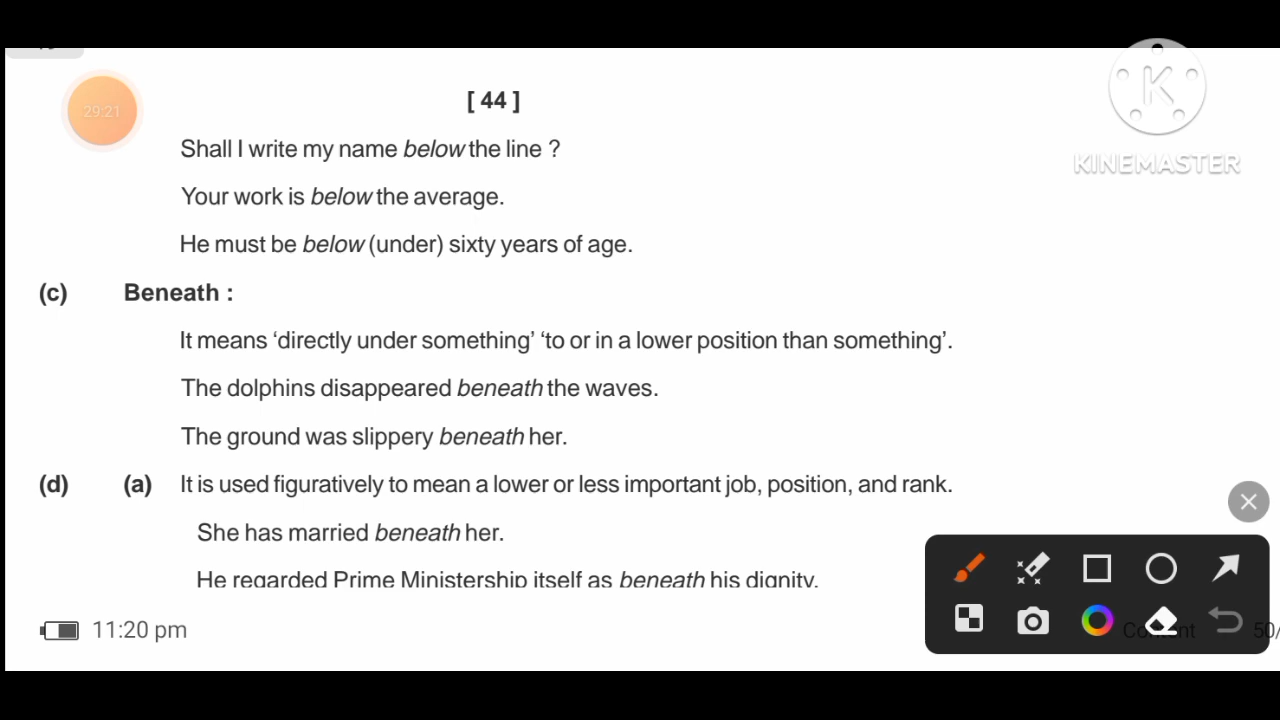 29:21
[ 44 ]
K
KINEMASTER
Shall I write my name below the line ?
Your work is below the average.
He must be below (under) sixty years of age.
(c) Beneath :
It means ‘directly under something’ ‘to or in a lower position than something’.
The dolphins disappeared beneath the waves.
The ground was slippery beneath her.
(d) (a) It is used figuratively to mean a lower or less important job, position, and rank.
She has married beneath her.
He regarded Prime Ministership itself as beneath his dignity.
11:20 pm
50/